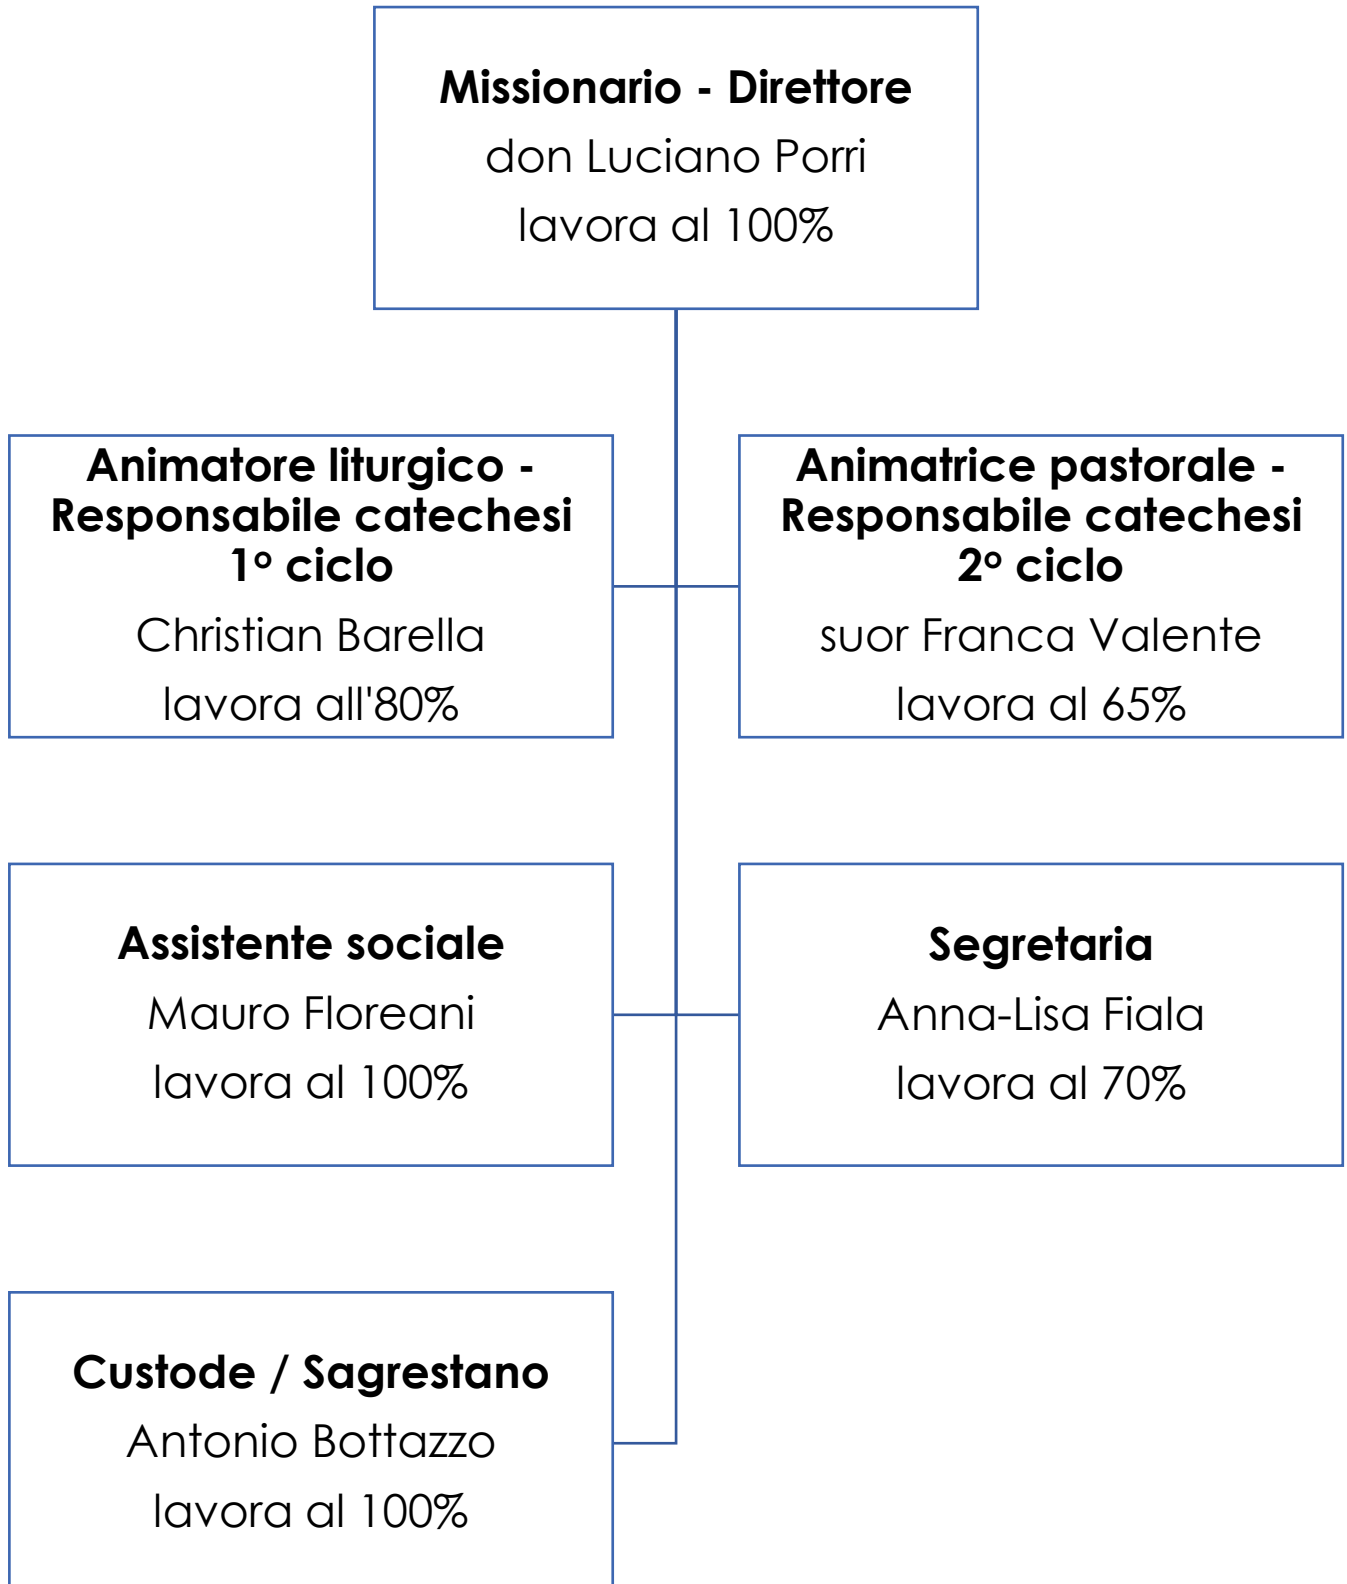 Missionario - Direttore
don Luciano Porri
lavora al 100%
Animatore liturgico -
Responsabile catechesi
1º ciclo
Christian Barella
lavora all'80%
Animatrice pastorale -
Responsabile catechesi
2º ciclo
suor Franca Valente
lavora al 65%
Assistente sociale
Mauro Floreani
lavora al 100%
Segretaria
Anna-Lisa Fiala
lavora al 70%
Custode / Sagrestano
Antonio Bottazzo
lavora al 100%